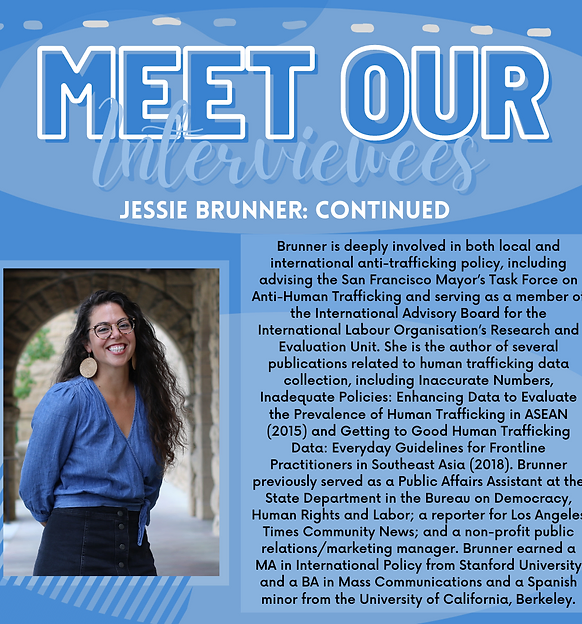 MEET OUR
Interviewees
JESSIE BRUNNER: CONTINUED
Brunner is deeply involved in both local and
international anti-trafficking policy, including
advising the San Francisco Mayor's Task Force on
Anti-Human Trafficking and serving as a member of
the International Advisory Board for the
International Labour Organisation's Research and
Evaluation Unit. She is the author of several
publications related to human trafficking data
collection, including Inaccurate Numbers,
Inadequate Policies: Enhancing Data to Evaluate
the Prevalence of Human Trafficking in ASEAN
(2015) and Getting to Good Human Trafficking
Data: Everyday Guidelines for Frontline
Practitioners in Southeast Asia (2018). Brunner
previously served as a Public Affairs Assistant at the
State Department in the Bureau on Democracy,
Human Rights and Labor; a reporter for Los Angeles
Times Community News; and a non-profit public
relations/marketing manager. Brunner earned a
MA in International Policy from Stanford University
and a BA in Mass Communications and a Spanish
minor from the University of California, Berkeley.